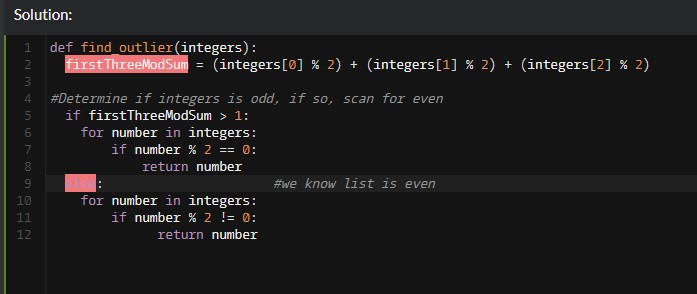 Solution:
1 def find_outlier(integers):
2 firstThreeModSum = (integers[0] % 2) + (integers[1] % 2) + (integers[2] % 2)
3
4 #Determine if integers is odd, if so, scan for even
5 if firstThreeModSum > 1:
6 for number in integers:
7 if number % 2 == 0:
8 return number
9 : #we know list is even
10 for number in integers:
11 if number % 2 != 0:
12 return number